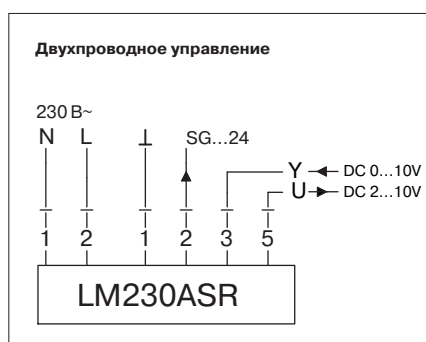 Двухпроводное управление
230 В~
N L ⊥ SG...24
Y DC 0...10V
U DC 2...10V
1 2 1 2 3 5
LM230ASR